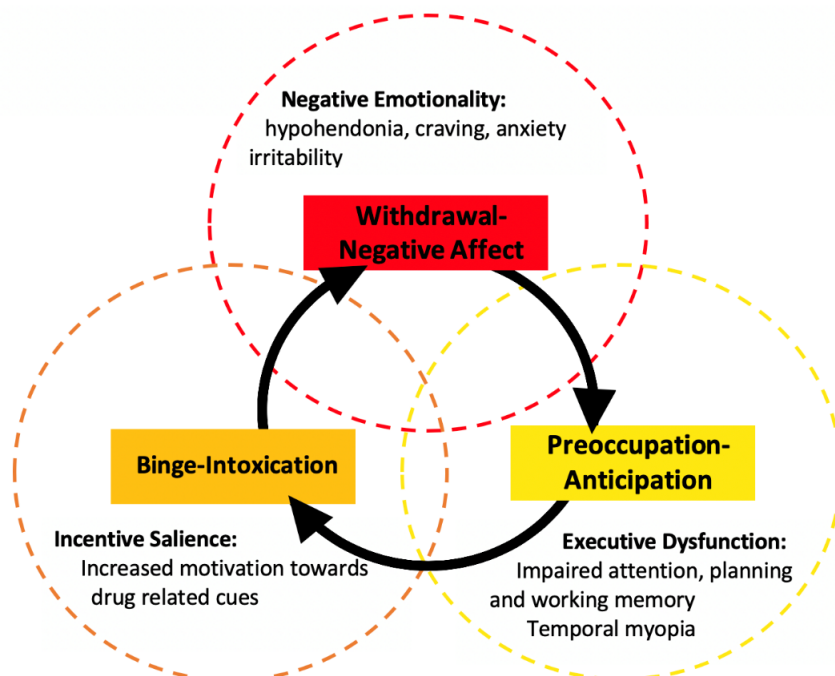 Negative Emotionality:
hypohendonia, craving, anxiety
irritability
Withdrawal-
Negative Affect
Binge-Intoxication
Preoccupation-
Anticipation
Incentive Salience:
Increased motivation towards
drug related cues
Executive Dysfunction:
Impaired attention, planning
and working memory
Temporal myopia